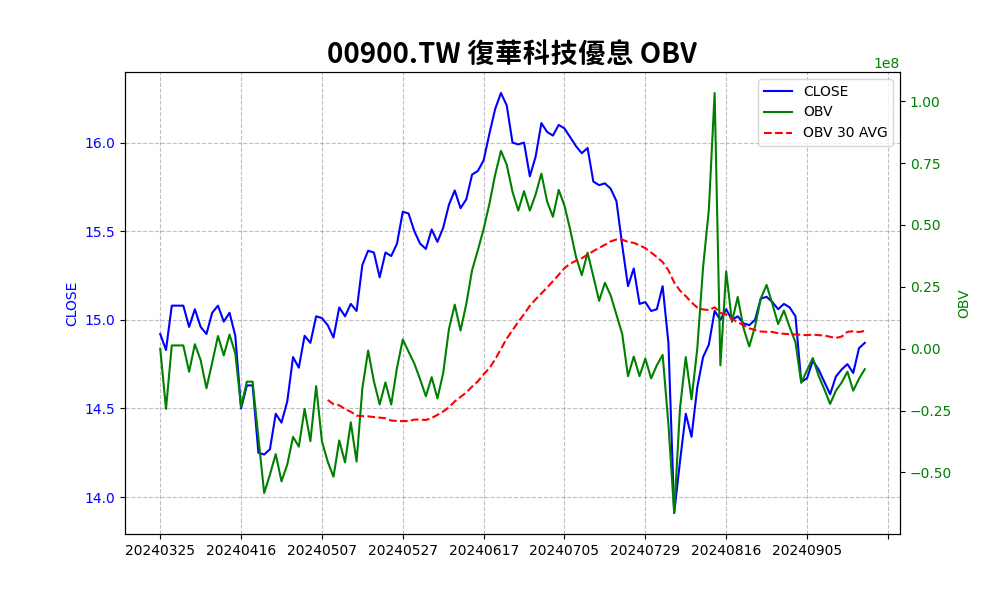 00900.TW 復華科技優息 OBV
1e8
CLOSE
OBV
OBV 30 AVG
16.0
15.5
15.0
14.5
14.0
CLOSE
1.00
0.75
0.50
0.25
0.00
−0.25
−0.50
OBV
20240325 20240416 20240507 20240527 20240617 20240705 20240729 20240816 20240905